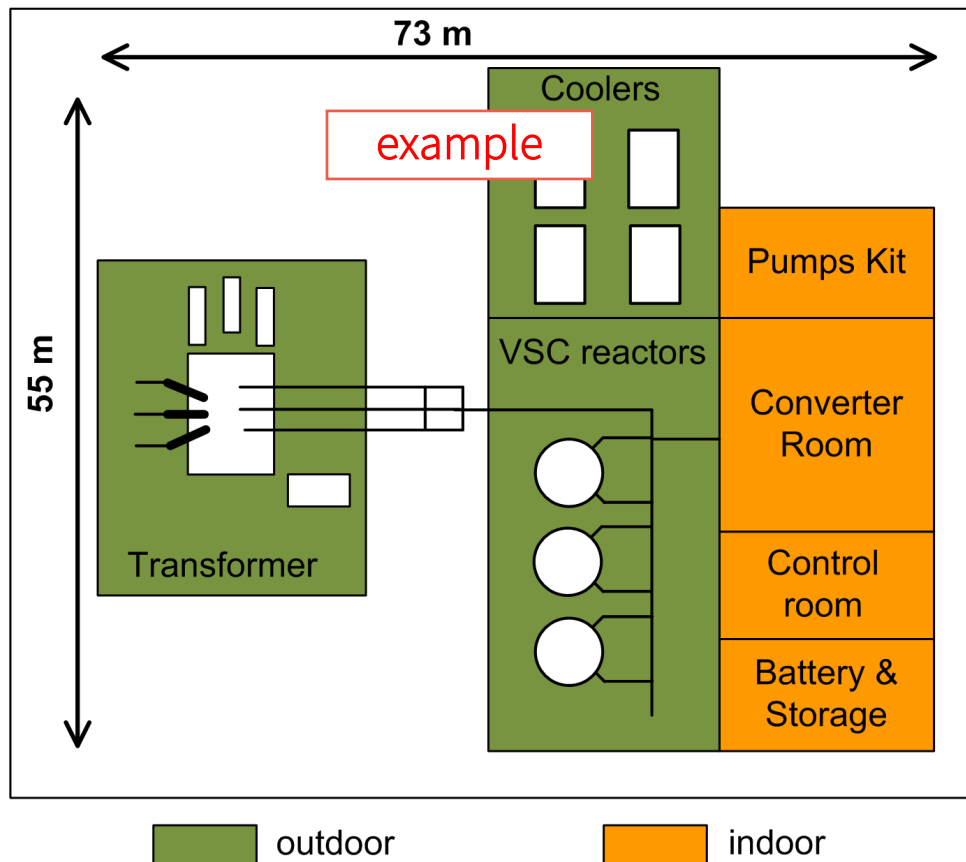 73 m
Coolers
example
55 m
Pumps Kit
VSC reactors
Converter
Room
Transformer
Control
room
Battery &
Storage
outdoor
indoor